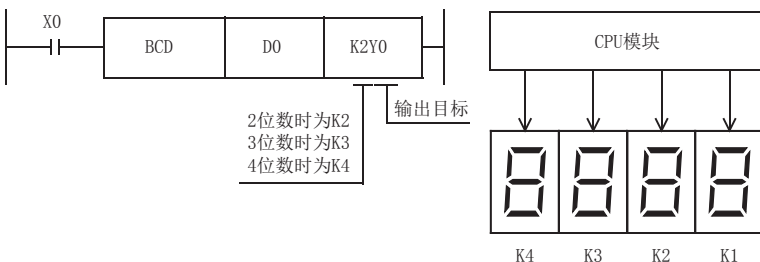 X0
BCD D0 K2Y0
2位数时为K2
3位数时为K3
4位数时为K4
输出目标
CPU模块
K4 K3 K2 K1